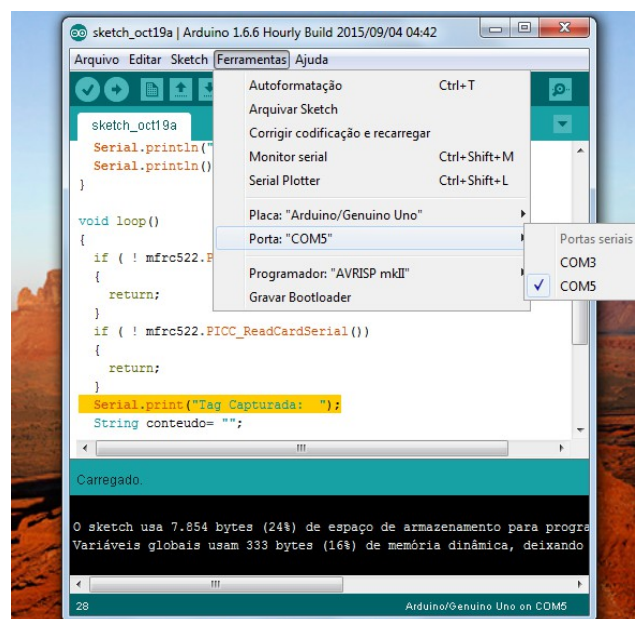 sketch_oct19a | Arduino 1.6.6 Hourly Build 2015/09/04 04:42
Arquivo Editar Sketch Ferramentas Ajuda
Autoformatação Ctrl+T
Arquivar Sketch
Corrigir codificação e recarregar
Monitor serial Ctrl+Shift+M
Serial Plotter Ctrl+Shift+L
Placa: "Arduino/Genuino Uno"
Porta: "COM5"
Programador: "AVRISP mkII"
Gravar Bootloader
Portas seriais
COM3
COM5
sketch_oct19a
Serial.println("
Serial.println()
}
void loop()
{
if ( ! mfrc522.P
{
return;
}
if ( ! mfrc522.PICC_ReadCardSerial())
{
return;
}
Serial.print("Tag Capturada:  ");
String conteudo= "";
Carregado.
O sketch usa 7.854 bytes (24%) de espaço de armazenamento para progra
Variáveis globais usam 333 bytes (16%) de memória dinâmica, deixando
28
Arduino/Genuino Uno on COM5